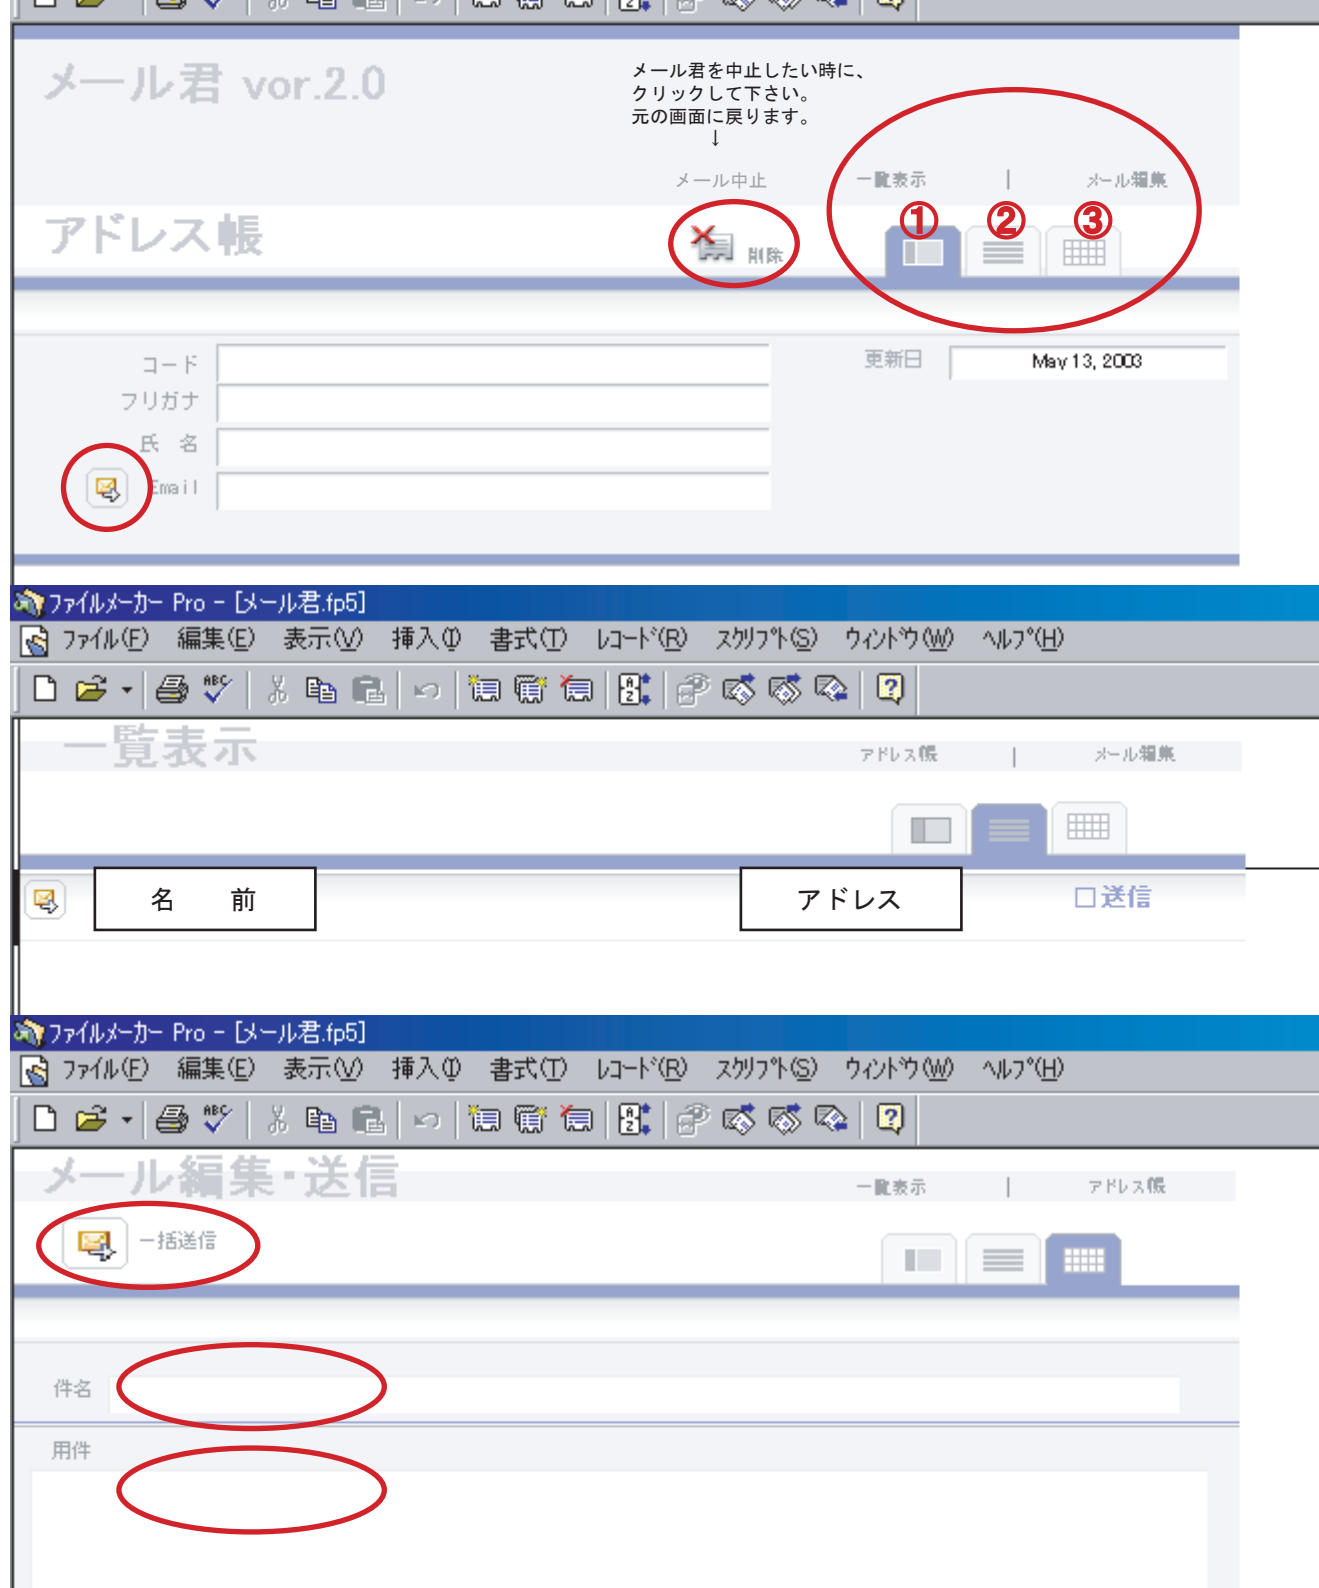 メール君 vor.2.0
メール君を中止したい時に、
クリックして下さい。
元の画面に戻ります。
↓
メール中止
一覧表示 | メール編集
アドレス帳
削除
① ② ③
コード
更新日 May 13, 2003
フリガナ
氏 名
Email
ファイルメーカー Pro - [メール君.fp5]
ファイル(F) 編集(E) 表示(V) 挿入(I) 書式(T) レコード(R) スクリプト(S) ウィンドウ(W) ヘルプ(H)
一覧表示
アドレス帳 | メール編集
名 前 アドレス □送信
ファイルメーカー Pro - [メール君.fp5]
ファイル(F) 編集(E) 表示(V) 挿入(I) 書式(T) レコード(R) スクリプト(S) ウィンドウ(W) ヘルプ(H)
メール編集・送信
一覧表示 | アドレス帳
一括送信
件名
用件